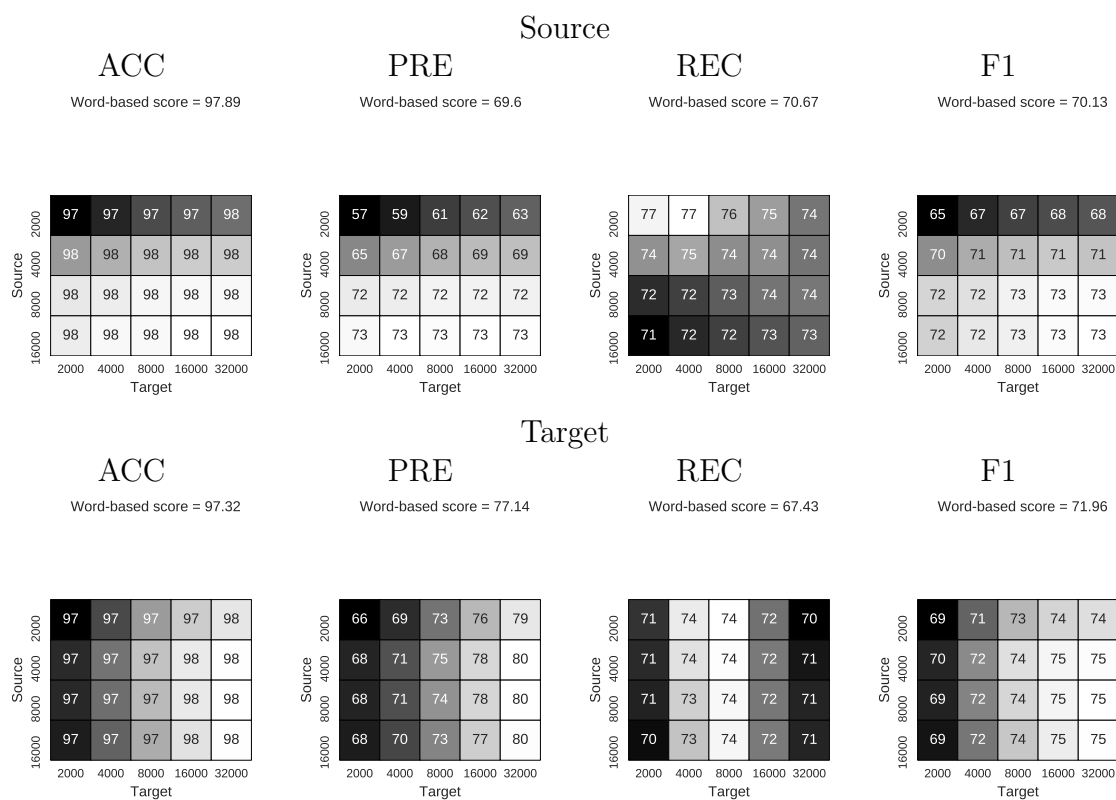 Source
ACC PRE REC F1
Word-based score = 97.89 Word-based score = 69.6 Word-based score = 70.67 Word-based score = 70.13
2000 97 97 97 97 98 2000 57 59 61 62 63 2000 77 77 76 75 74 2000 65 67 67 68 68
4000 98 98 98 98 98 4000 65 67 68 69 69 4000 74 75 74 74 74 4000 70 71 71 71 71
Source Source Source Source
8000 98 98 98 98 98 8000 72 72 72 72 72 8000 72 72 73 74 74 8000 72 72 73 73 73
16000 98 98 98 98 98 16000 73 73 73 73 73 16000 71 72 72 73 73 16000 72 72 73 73 73
2000 4000 8000 16000 32000 2000 4000 8000 16000 32000 2000 4000 8000 16000 32000 2000 4000 8000 16000 32000
Target Target Target Target
Target
ACC PRE REC F1
Word-based score = 97.32 Word-based score = 77.14 Word-based score = 67.43 Word-based score = 71.96
2000 97 97 97 97 98 2000 66 69 73 76 79 2000 71 74 74 72 70 2000 69 71 73 74 74
4000 97 97 97 98 98 4000 68 71 75 78 80 4000 71 74 74 72 71 4000 70 72 74 75 75
Source Source Source Source
8000 97 97 97 98 98 8000 68 71 74 78 80 8000 71 73 74 72 71 8000 69 72 74 75 75
16000 97 97 97 98 98 16000 68 70 73 77 80 16000 70 73 74 72 71 16000 69 72 74 75 75
2000 4000 8000 16000 32000 2000 4000 8000 16000 32000 2000 4000 8000 16000 32000 2000 4000 8000 16000 32000
Target Target Target Target